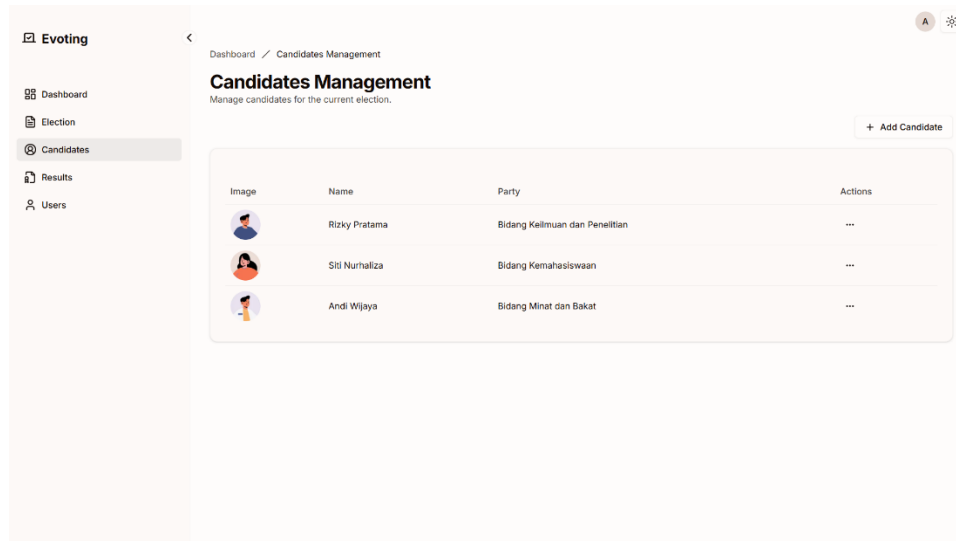 Evoting
Dashboard
Election
Candidates
Results
Users
A
Dashboard / Candidates Management
Candidates Management
Manage candidates for the current election.
+ Add Candidate
Image Name Party Actions
Rizky Pratama Bidang Keilmuan dan Penelitian ...
Siti Nurhaliza Bidang Kemahasiswaan ...
Andi Wijaya Bidang Minat dan Bakat ...